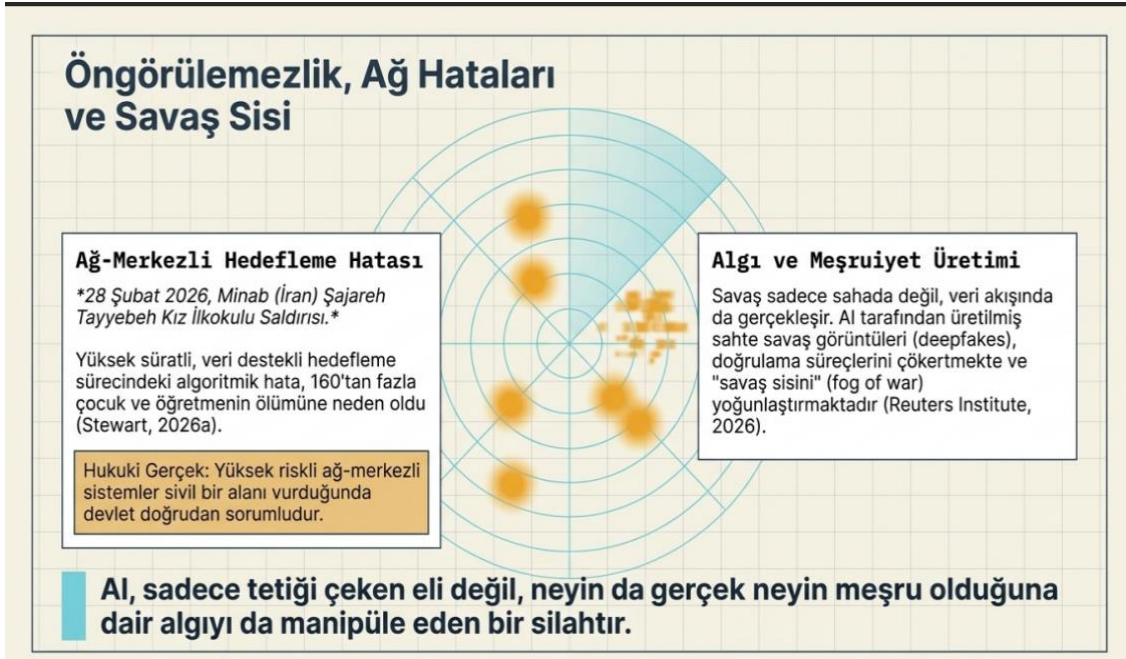 Öngörülemezlik, Ağ Hataları
ve Savaş Sisi
Ağ-Merkezli Hedefleme Hatası
*28 Şubat 2026, Minab (İran) Şajareh
Tayyebeh Kız İlkokulu Saldırısı.*
Yüksek süratli, veri destekli hedefleme
sürecindeki algoritmik hata, 160'tan fazla
çocuk ve öğretmenin ölümüne neden oldu
(Stewart, 2026a).
Hukuki Gerçek: Yüksek riskli ağ-merkezli
sistemler sivil bir alanı vurduğunda
devlet doğrudan sorumludur.
Algı ve Meşruiyet Üretimi
Savaş sadece sahada değil, veri akışında
da gerçekleşir. AI tarafından üretilmiş
sahte savaş görüntüleri (deepfakes),
doğrulama süreçlerini çökertmekte ve
"savaş sisini" (fog of war)
yoğunlaştırmaktadır (Reuters Institute,
2026).
AI, sadece tetiği çeken eli değil, neyin da gerçek neyin meşru olduğuna
dair algıyı da manipüle eden bir silahtır.